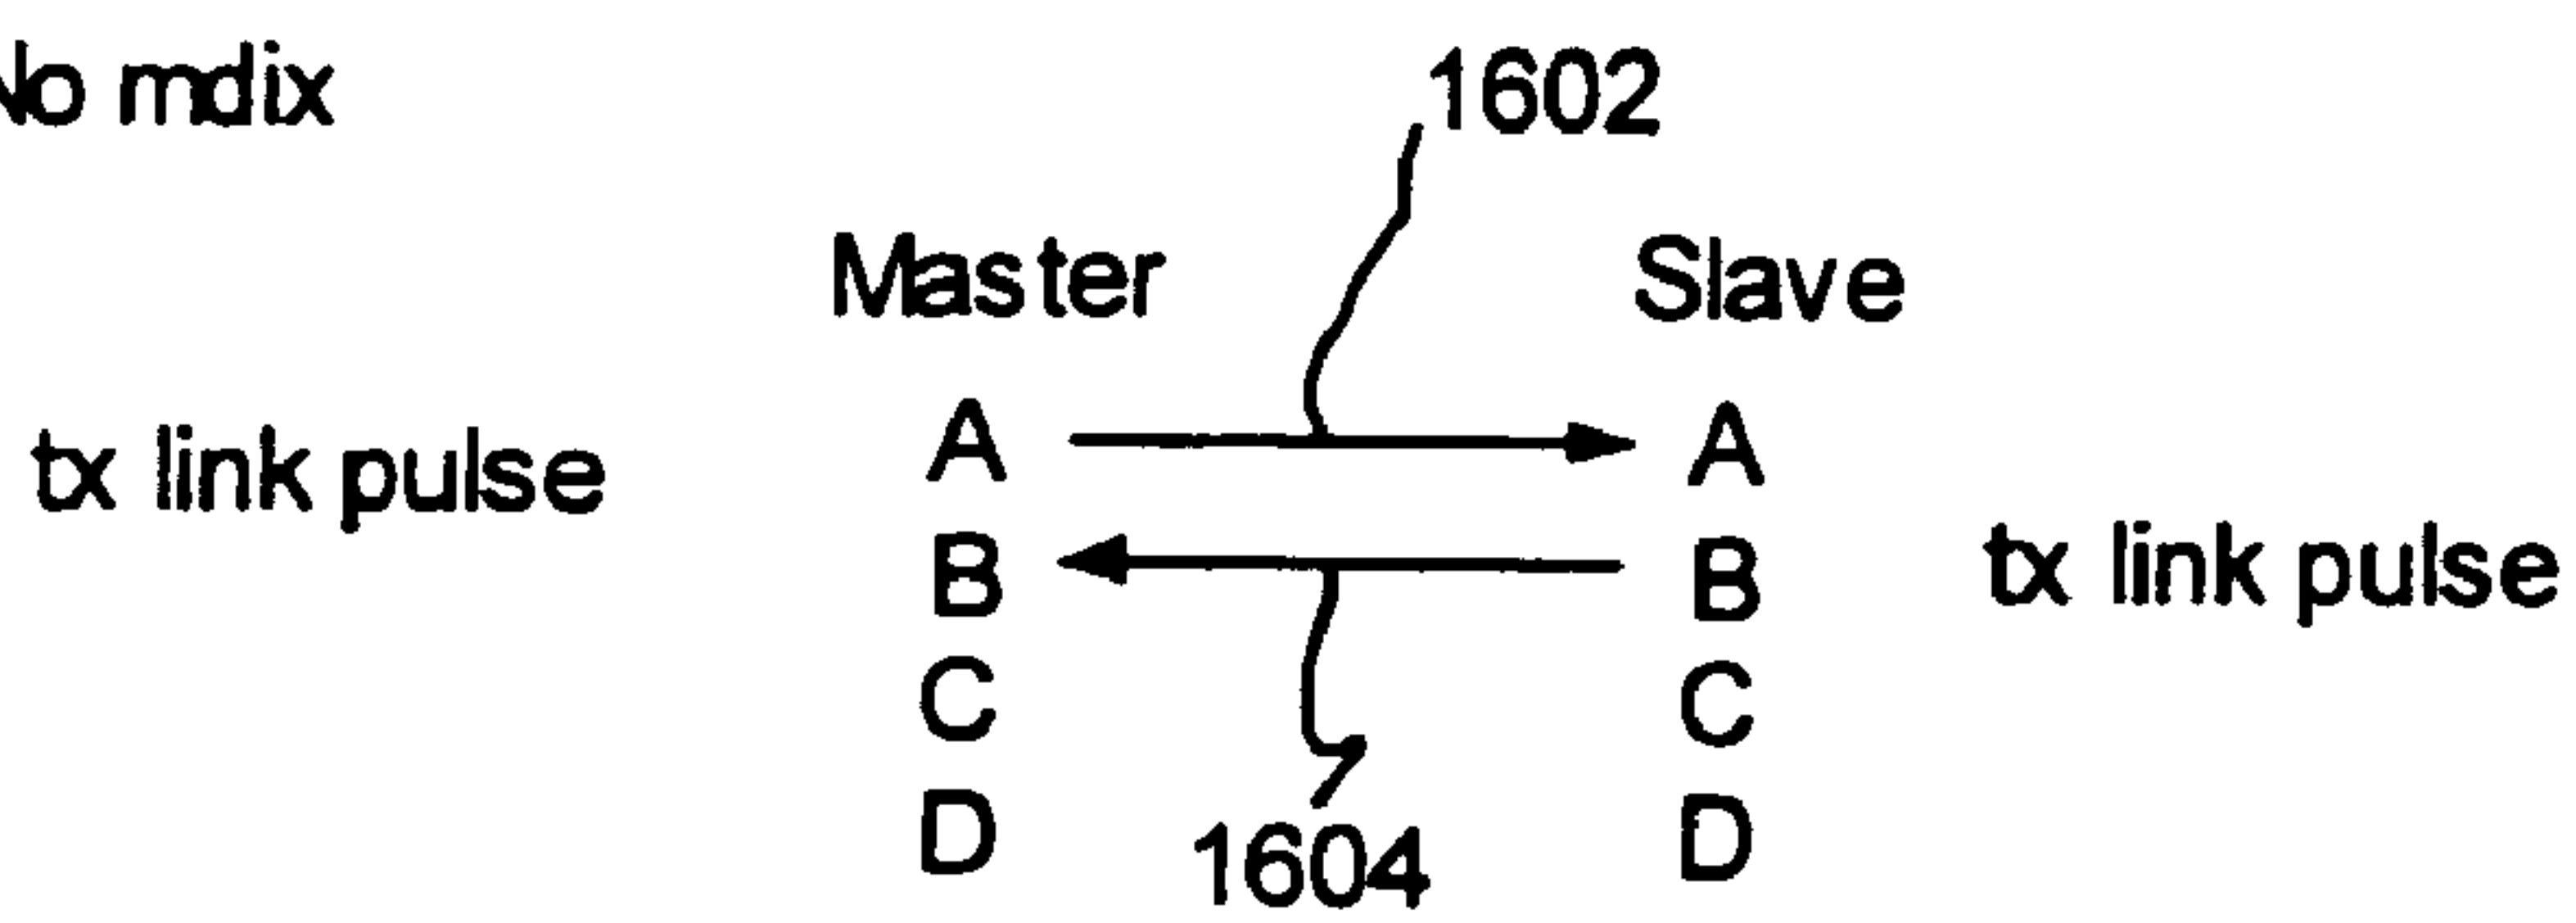 No mdix
1602
Master Slave
A A
tx link pulse
B B
tx link pulse
C C
D D
1604